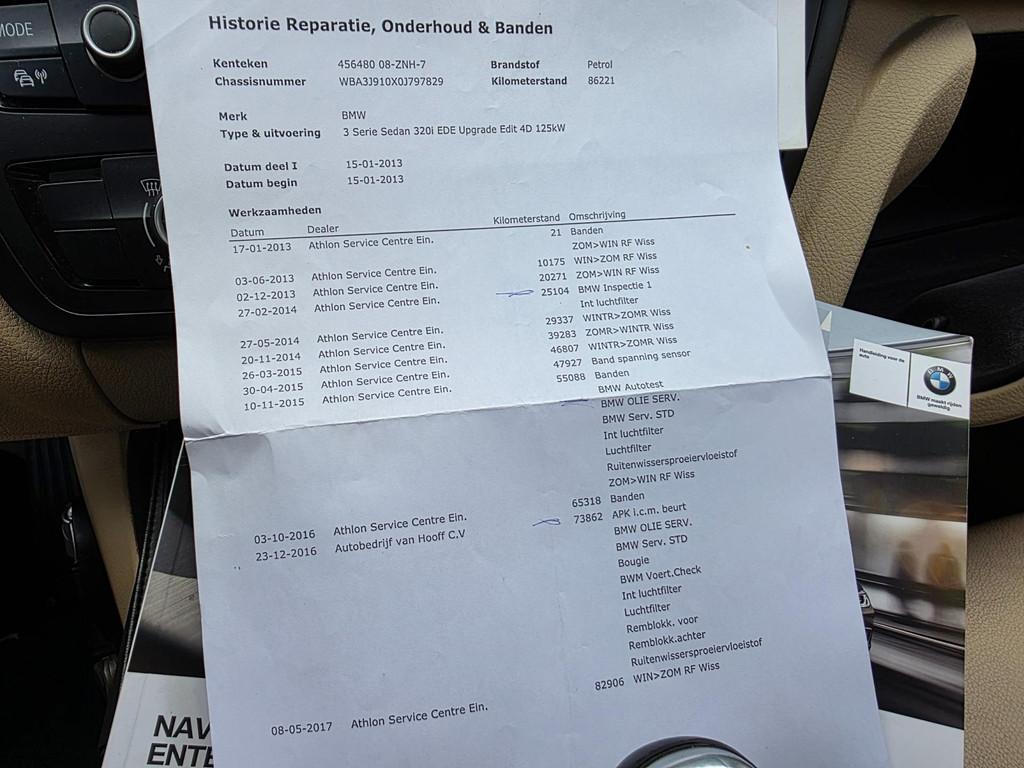 MODE
Historie Reparatie, Onderhoud & Banden
Kenteken 456480 08-ZNH-7 Brandstof Petrol
Chassisnummer WBA3J910X0J797829 Kilometerstand 86221
Merk BMW
Type & uitvoering 3 Serie Sedan 320i EDE Upgrade Edit 4D 125kW
Datum deel I 15-01-2013
Datum begin 15-01-2013
Werkzaamheden
Datum Dealer Kilometerstand Omschrijving
17-01-2013 Athlon Service Centre Ein. 21 Banden
ZOM>WIN RF Wiss
03-06-2013 Athlon Service Centre Ein. 10175 WIN>ZOM RF Wiss
02-12-2013 Athlon Service Centre Ein. 20271 ZOM>WIN RF Wiss
27-02-2014 Athlon Service Centre Ein. 25104 BMW Inspectie 1
Int luchtfilter
27-05-2014 Athlon Service Centre Ein. 29337 WINTR>ZOMR Wiss
20-11-2014 Athlon Service Centre Ein. 39283 ZOMR>WINTR Wiss
26-03-2015 Athlon Service Centre Ein. 46807 WINTR>ZOMR Wiss
30-04-2015 Athlon Service Centre Ein. 47927 Band spanning sensor
10-11-2015 Athlon Service Centre Ein. 55088 Banden
BMW Autotest
BMW OLIE SERV.
BMW Serv. STD
Int luchtfilter
Luchtfilter
Ruitenwissersproeiervloeistof
ZOM>WIN RF Wiss
03-10-2016 Athlon Service Centre Ein. 65318 Banden
23-12-2016 Autobedrijf van Hooff C.V 73862 APK i.c.m. beurt
BMW OLIE SERV.
BMW Serv. STD
Bougie
BWM Voert.Check
Int luchtfilter
Luchtfilter
Remblokk. voor
Remblokk.achter
Ruitenwissersproeiervloeistof
08-05-2017 Athlon Service Centre Ein. 82906 WIN>ZOM RF Wiss
Handleiding voor de
auto
BMW
BMW maakt rijden
geweldig
NAV
ENTE